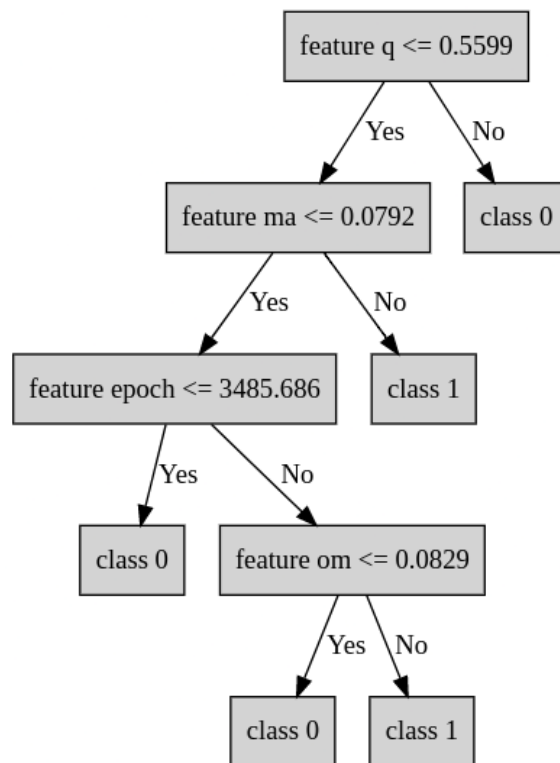 feature q <= 0.5599
Yes
No
feature ma <= 0.0792
class 0
Yes
No
feature epoch <= 3485.686
class 1
Yes
No
class 0
feature om <= 0.0829
Yes
No
class 0
class 1